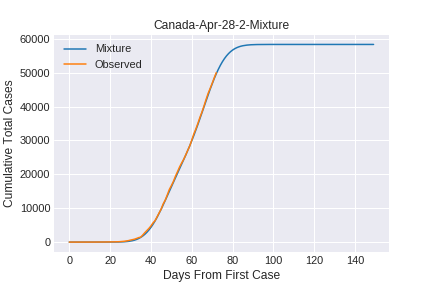 Canada-Apr-28-2-Mixture
60000
50000
40000
30000
20000
10000
0
Cumulative Total Cases
Mixture
Observed
0 20 40 60 80 100 120 140
Days From First Case